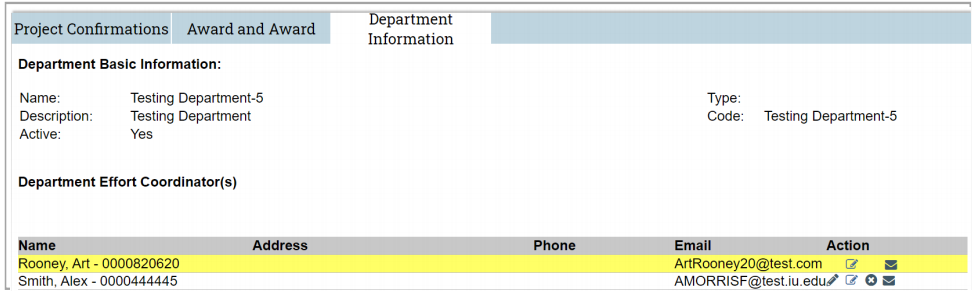 Project Confirmations Award and Award Department Information
Department Basic Information:
Name: Testing Department-5 Type:
Description: Testing Department Code: Testing Department-5
Active: Yes
Department Effort Coordinator(s)
Name Address Phone Email Action
Rooney, Art - 0000820620 ArtRooney20@test.com
Smith, Alex - 0000444445 AMORRISF@test.iu.edu